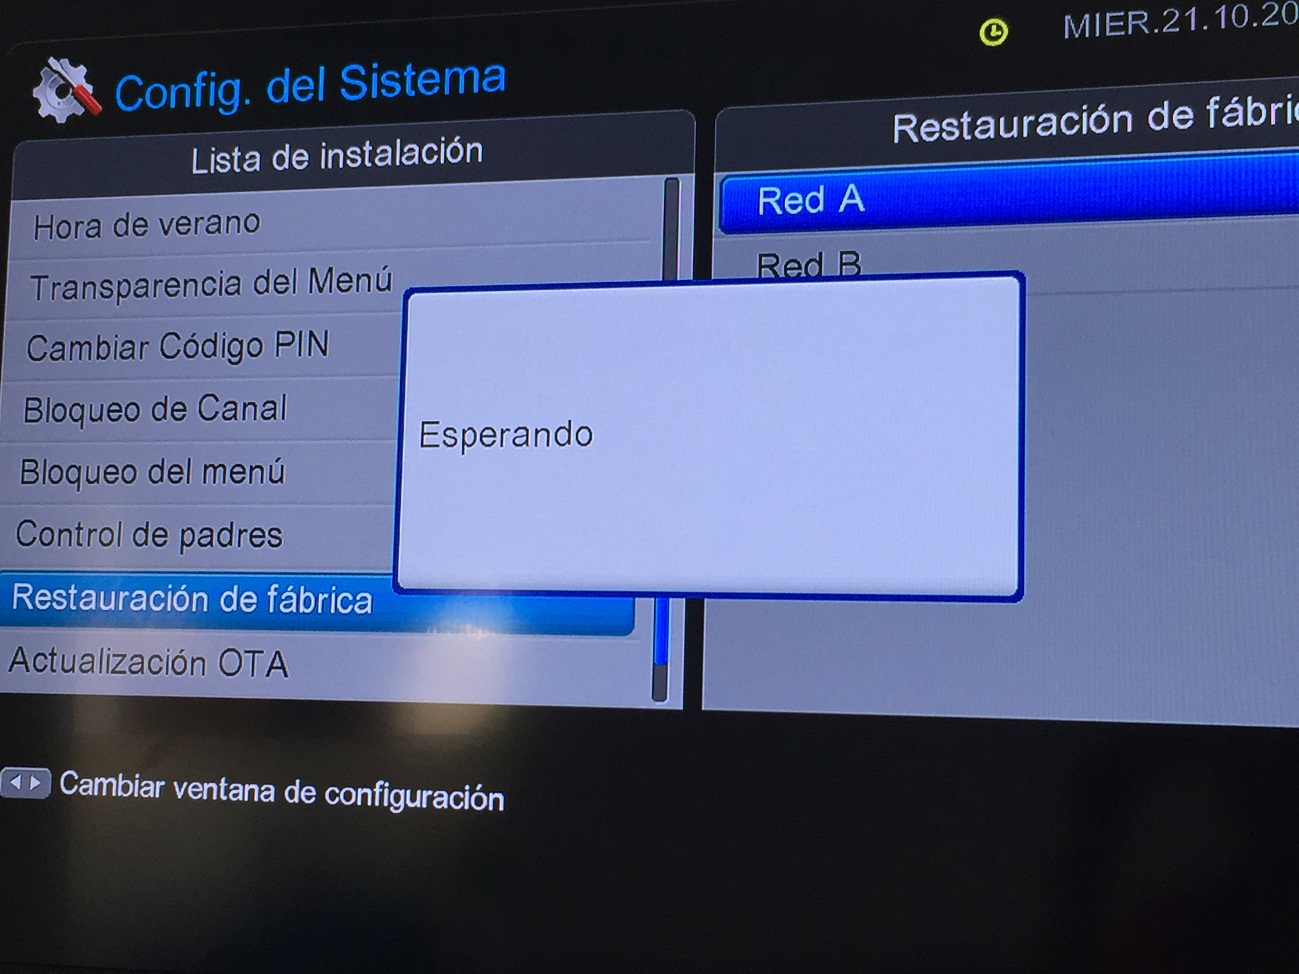 MIER.21.10.20
Config. del Sistema
Lista de instalación
Hora de verano
Transparencia del Menú
Cambiar Código PIN
Bloqueo de Canal
Bloqueo del menú
Control de padres
Restauración de fábrica
Actualización OTA
Restauración de fábri
Red A
Red B
Esperando
Cambiar ventana de configuración